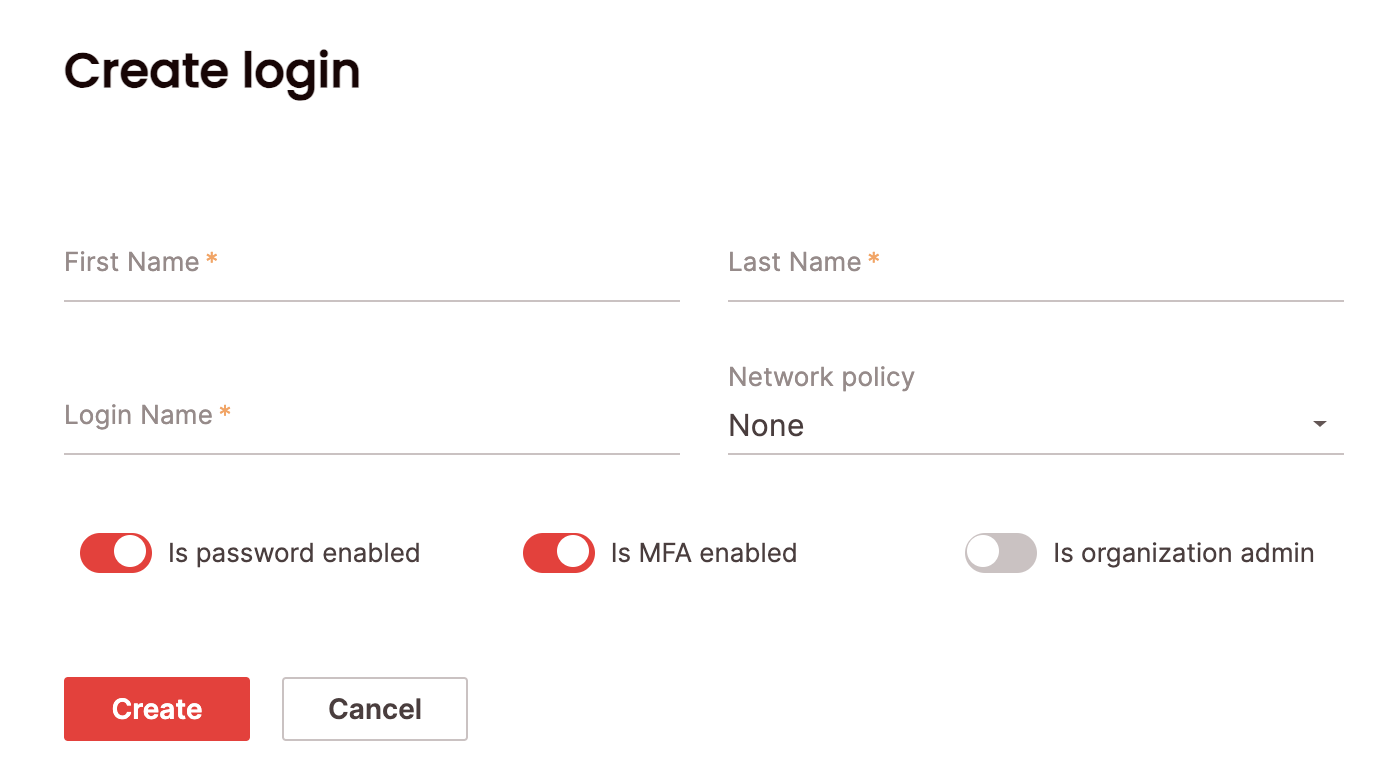 Create login
First Name *
Last Name *
Login Name *
Network policy
None
Is password enabled
Is MFA enabled
Is organization admin
Create
Cancel